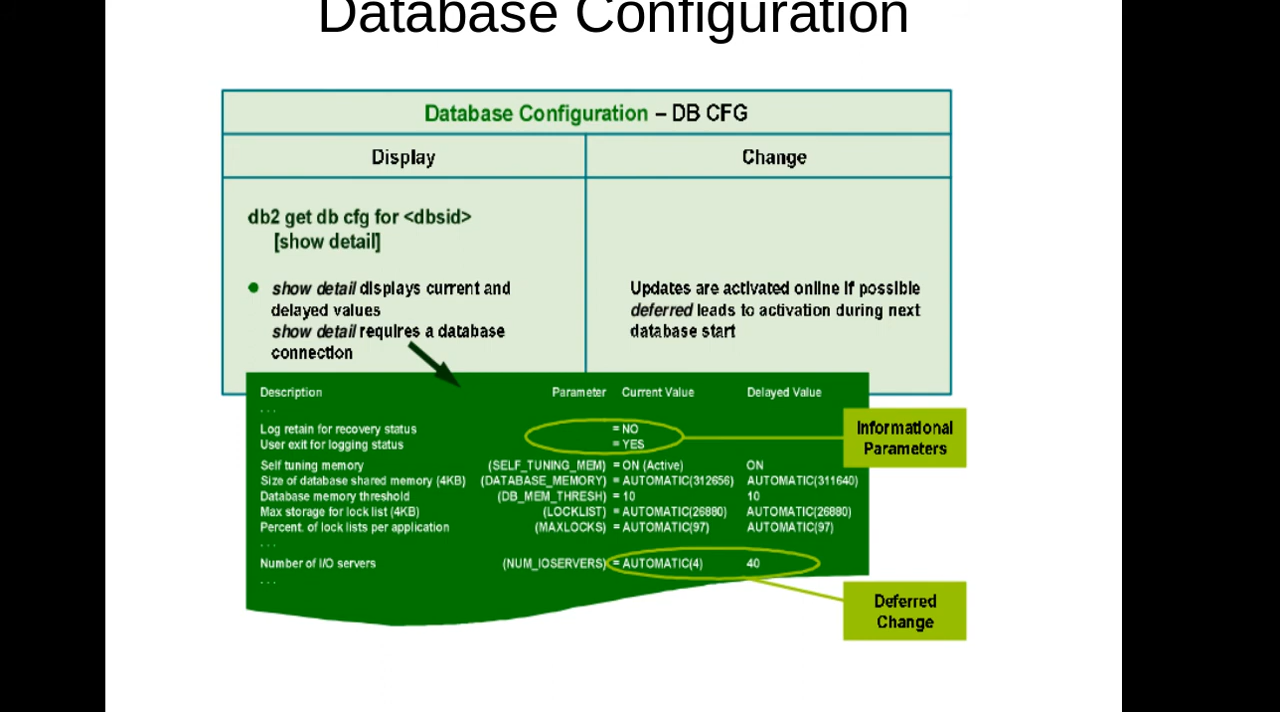 Database Configuration
Database Configuration – DB CFG
Display
Change
db2 get db cfg for <dbsid>
[show detail]
show detail displays current and
delayed values
show detail requires a database
connection
Updates are activated online if possible
deferred leads to activation during next
database start
Description Parameter Current Value Delayed Value
. . .
Log retain for recovery status = NO
User exit for logging status = YES
Self tuning memory (SELF_TUNING_MEM) = ON (Active) ON
Size of database shared memory (4KB) (DATABASE_MEMORY) = AUTOMATIC(312656) AUTOMATIC(311640)
Database memory threshold (DB_MEM_THRESH) = 10 10
Max storage for lock list (4KB) (LOCKLIST) = AUTOMATIC(26880) AUTOMATIC(26880)
Percent. of lock lists per application (MAXLOCKS) = AUTOMATIC(97) AUTOMATIC(97)
. . .
Number of I/O servers (NUM_IOSERVERS) = AUTOMATIC(4) 40
. . .
Informational
Parameters
Deferred
Change